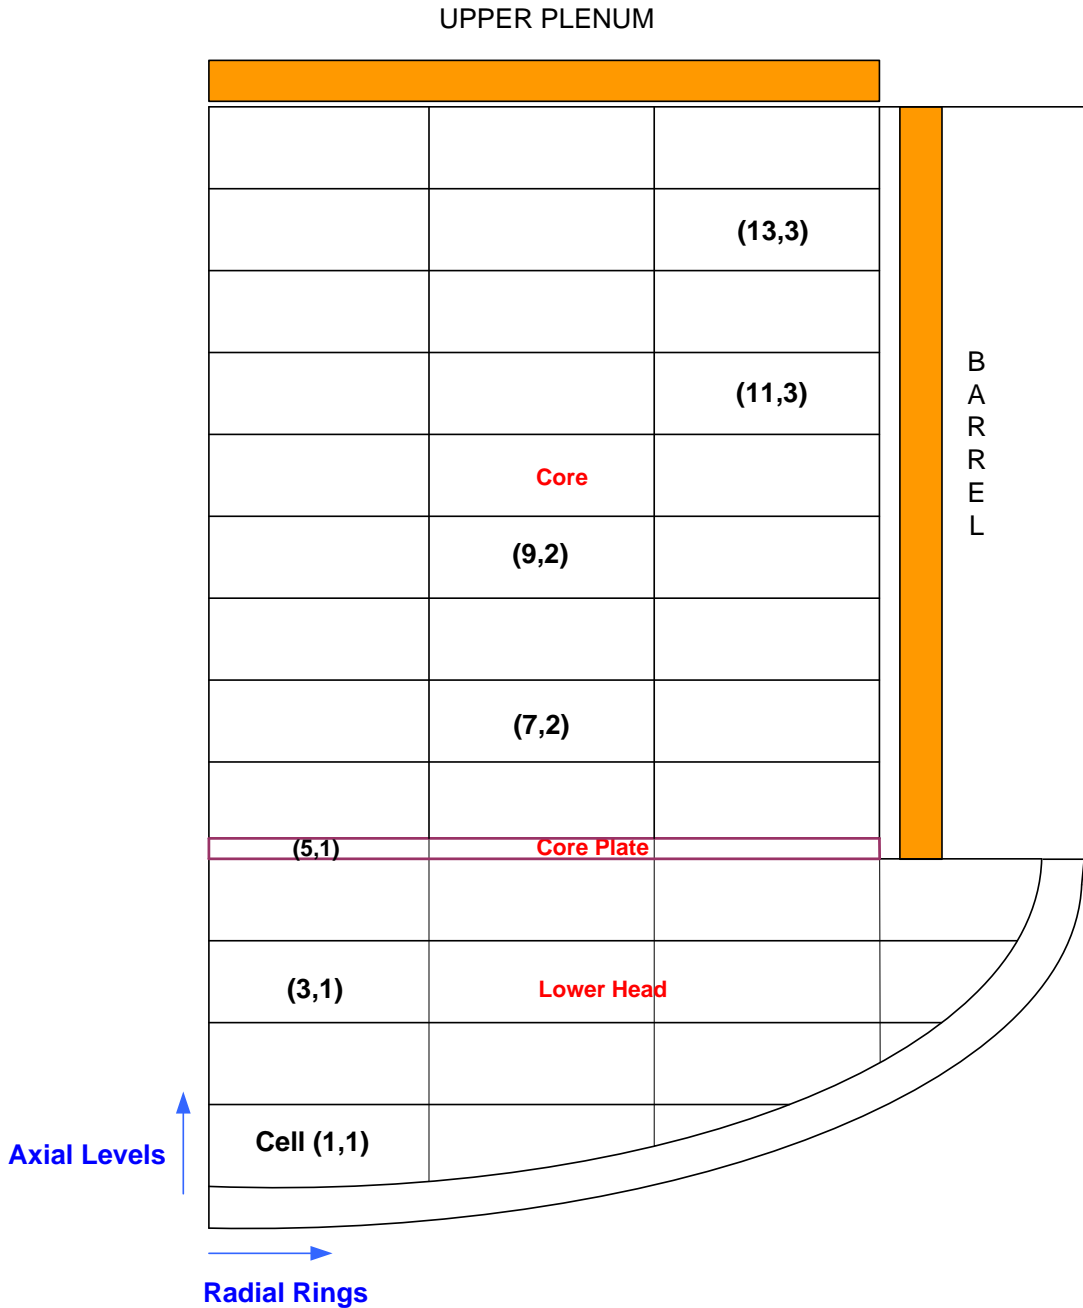 UPPER PLENUM
(13,3)
(11,3)
B
A
R
R
E
L
Core
(9,2)
(7,2)
(5,1)
Core Plate
(3,1)
Lower Head
Cell (1,1)
Axial Levels
Radial Rings